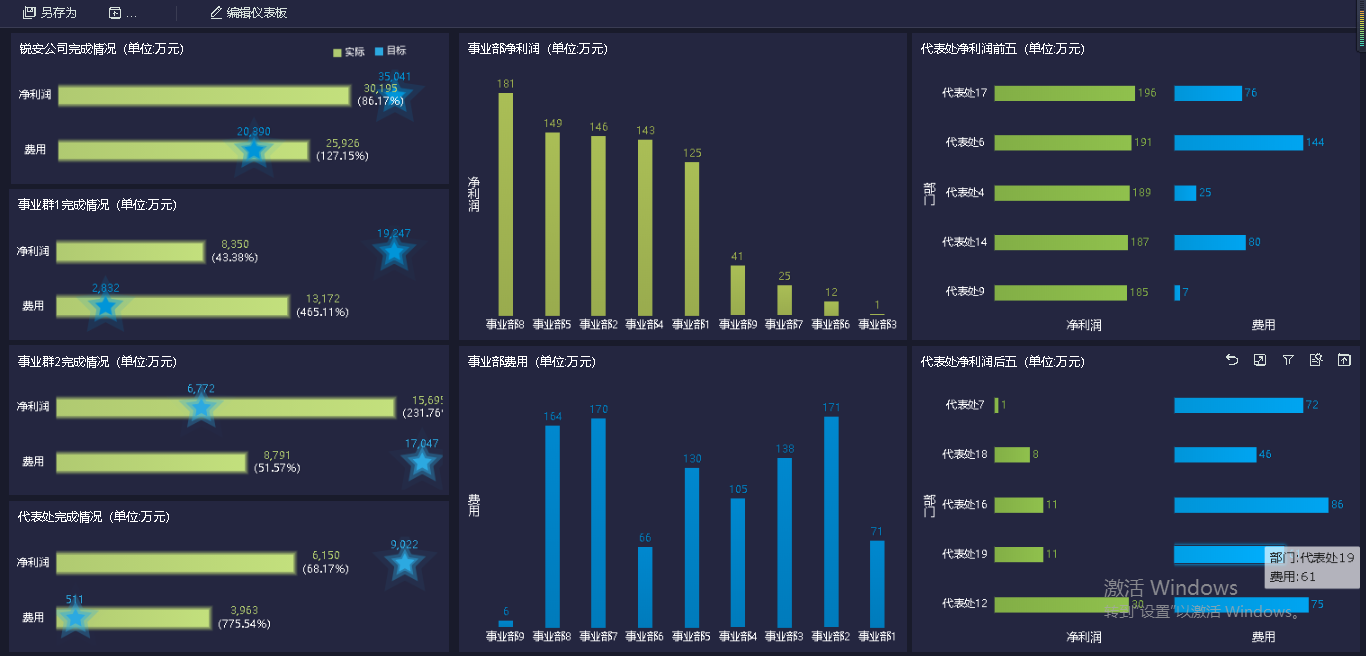 另存为 ... 编辑仪表板
锐安公司完成情况（单位:万元）
实际 目标
35,041
净利润 30,195
(86.17%)
20,390
费用 25,926
(127.15%)
事业群1完成情况（单位:万元）
19,247
净利润 8,350
(43.38%)
2,832
费用 13,172
(465.11%)
事业群2完成情况（单位:万元）
6,772
净利润 15,695
(231.76%
17,047
费用 8,791
(51.57%)
代表处完成情况（单位:万元）
9,022
净利润 6,150
(68.17%)
511
费用 3,963
(775.54%)
事业部净利润（单位:万元）
净利润
181 149 146 143 125 41 25 12 1
事业部8 事业部5 事业部2 事业部4 事业部1 事业部9 事业部7 事业部6 事业部3
事业部费用（单位:万元）
费用
6 164 170 66 130 105 138 171 71
事业部9 事业部8 事业部7 事业部6 事业部5 事业部4 事业部3 事业部2 事业部1
代表处净利润前五（单位:万元）
部门
代表处17 196 76
代表处6 191 144
代表处4 189 25
代表处14 187 80
代表处9 185 7
净利润 费用
代表处净利润后五（单位:万元）
部门
代表处7 1 72
代表处18 8 46
代表处16 11 86
代表处19 11
部门:代表处19
费用:61
代表处12 30 75
净利润 费用
激活 Windows
转到"设置"以激活 Windows。